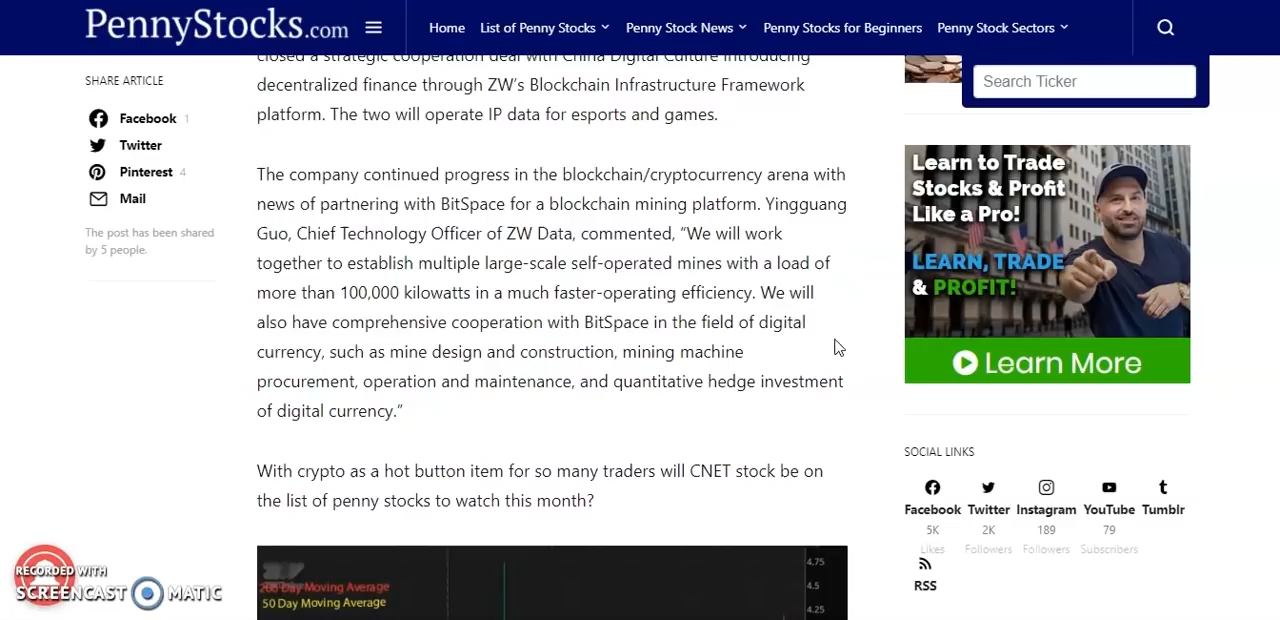 PennyStocks.com
Home
List of Penny Stocks
Penny Stock News
Penny Stocks for Beginners
Penny Stock Sectors
SHARE ARTICLE
Facebook 1
Twitter
Pinterest 4
Mail
The post has been shared
by 5 people.
closed a strategic cooperation deal with China Digital Culture introducing
decentralized finance through ZW’s Blockchain Infrastructure Framework
platform. The two will operate IP data for esports and games.
The company continued progress in the blockchain/cryptocurrency arena with
news of partnering with BitSpace for a blockchain mining platform. Yingguang
Guo, Chief Technology Officer of ZW Data, commented, “We will work
together to establish multiple large-scale self-operated mines with a load of
more than 100,000 kilowatts in a much faster-operating efficiency. We will
also have comprehensive cooperation with BitSpace in the field of digital
currency, such as mine design and construction, mining machine
procurement, operation and maintenance, and quantitative hedge investment
of digital currency.”
With crypto as a hot button item for so many traders will CNET stock be on
the list of penny stocks to watch this month?
200 Day Moving Average
50 Day Moving Average
4.75
4.5
4.25
Search Ticker
Learn to Trade
Stocks & Profit
Like a Pro!
LEARN, TRADE
& PROFIT!
Learn More
SOCIAL LINKS
Facebook
5K
Likes
Twitter
2K
Followers
Instagram
189
Followers
YouTube
79
Subscribers
Tumblr
RSS
RECORDED WITH
SCREENCAST MATIC